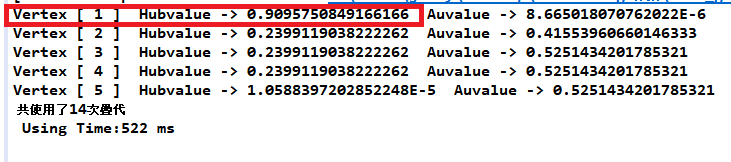 Vertex [ 1 ]  Hubvalue -> 0.9095750849166166  Auvalue -> 8.665018070762022E-6
Vertex [ 2 ]  Hubvalue -> 0.2399119038222262  Auvalue -> 0.41553960660146333
Vertex [ 3 ]  Hubvalue -> 0.2399119038222262  Auvalue -> 0.5251434201785321
Vertex [ 4 ]  Hubvalue -> 0.2399119038222262  Auvalue -> 0.5251434201785321
Vertex [ 5 ]  Hubvalue -> 1.0588397202852248E-5  Auvalue -> 0.5251434201785321
共使用了14次叠代
Using Time:522 ms